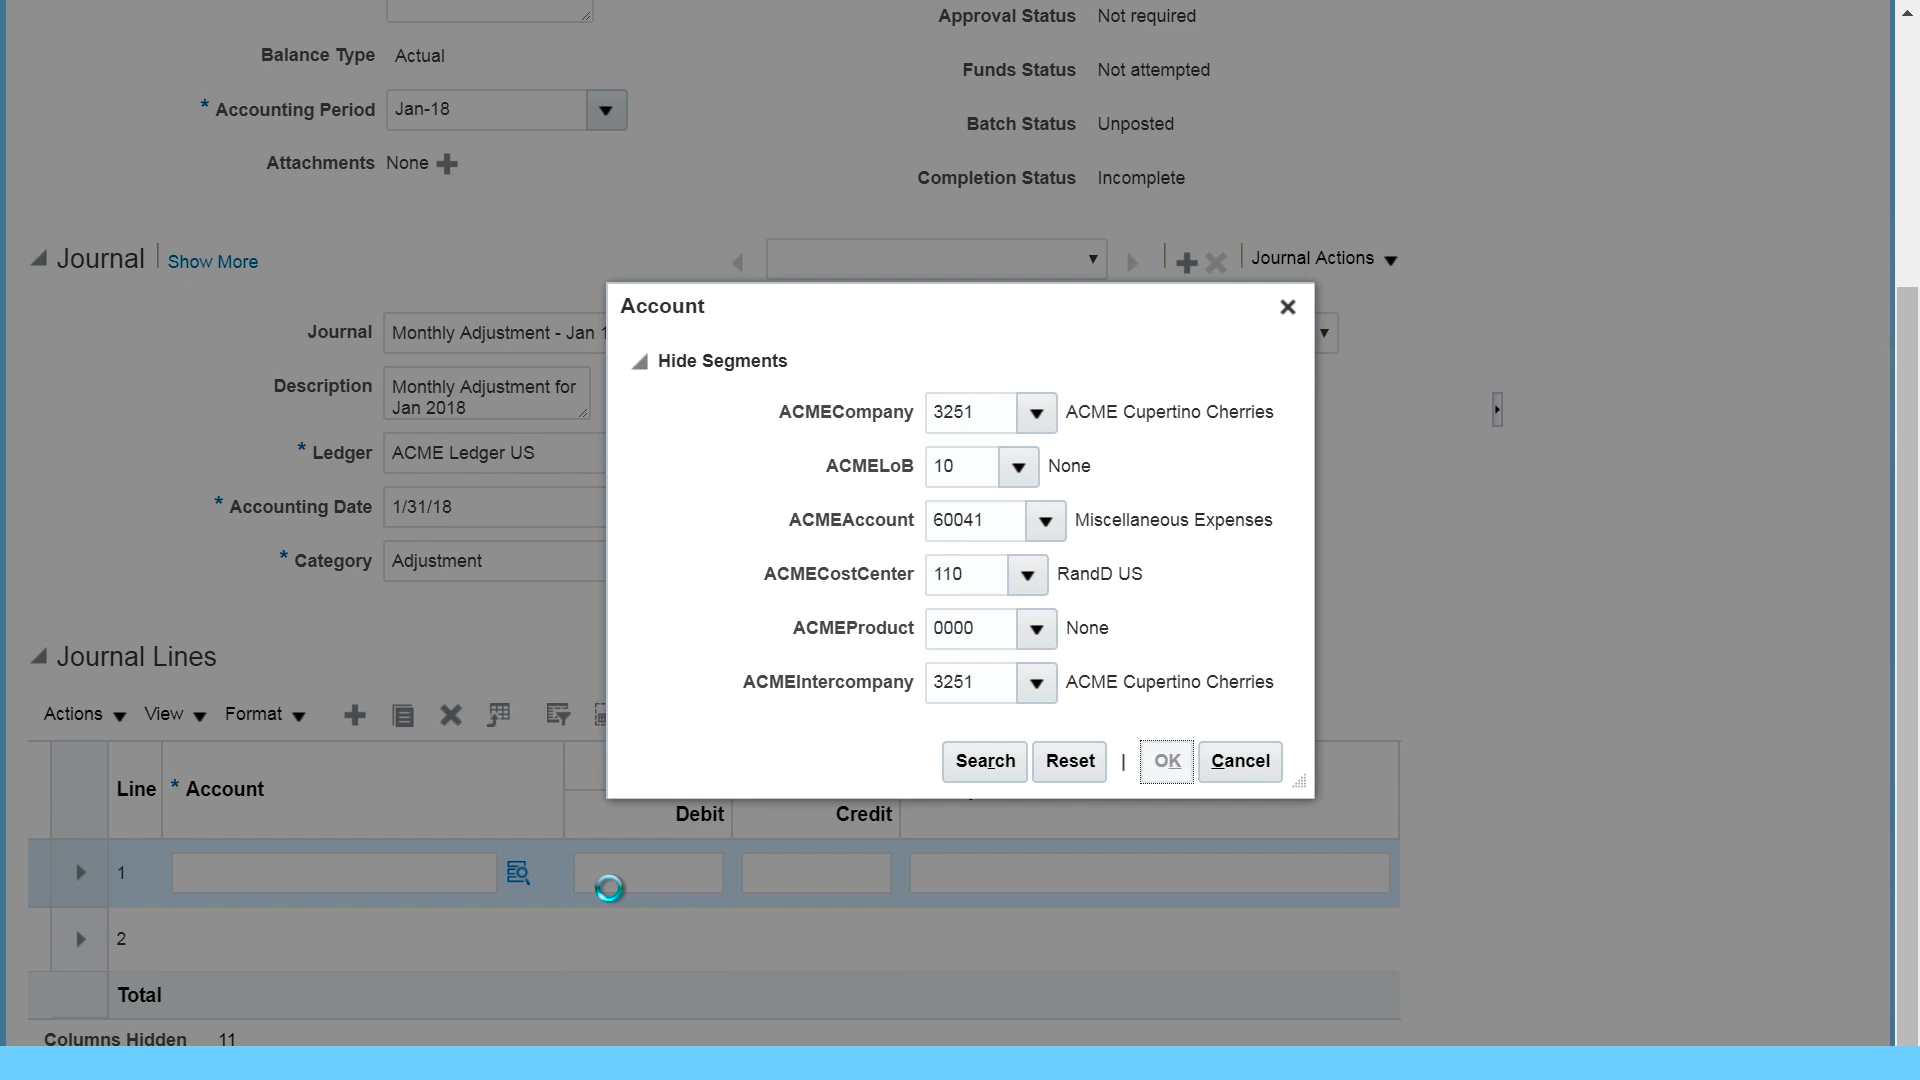 Approval Status Not required
Balance Type Actual
Funds Status Not attempted
* Accounting Period Jan-18
Batch Status Unposted
Attachments None
Completion Status Incomplete
Journal Show More
Journal Actions
Account
Journal Monthly Adjustment - Jan 1
Hide Segments
Description Monthly Adjustment for
Jan 2018
ACMECompany 3251 ACME Cupertino Cherries
* Ledger ACME Ledger US
ACMELoB 10 None
* Accounting Date 1/31/18
ACMEAccount 60041 Miscellaneous Expenses
* Category Adjustment
ACMECostCenter 110 RandD US
ACMEProduct 0000 None
Journal Lines
ACMEIntercompany 3251 ACME Cupertino Cherries
Actions View Format
Search Reset | OK Cancel
Line * Account
Debit Credit
1
2
Total
Columns Hidden 11